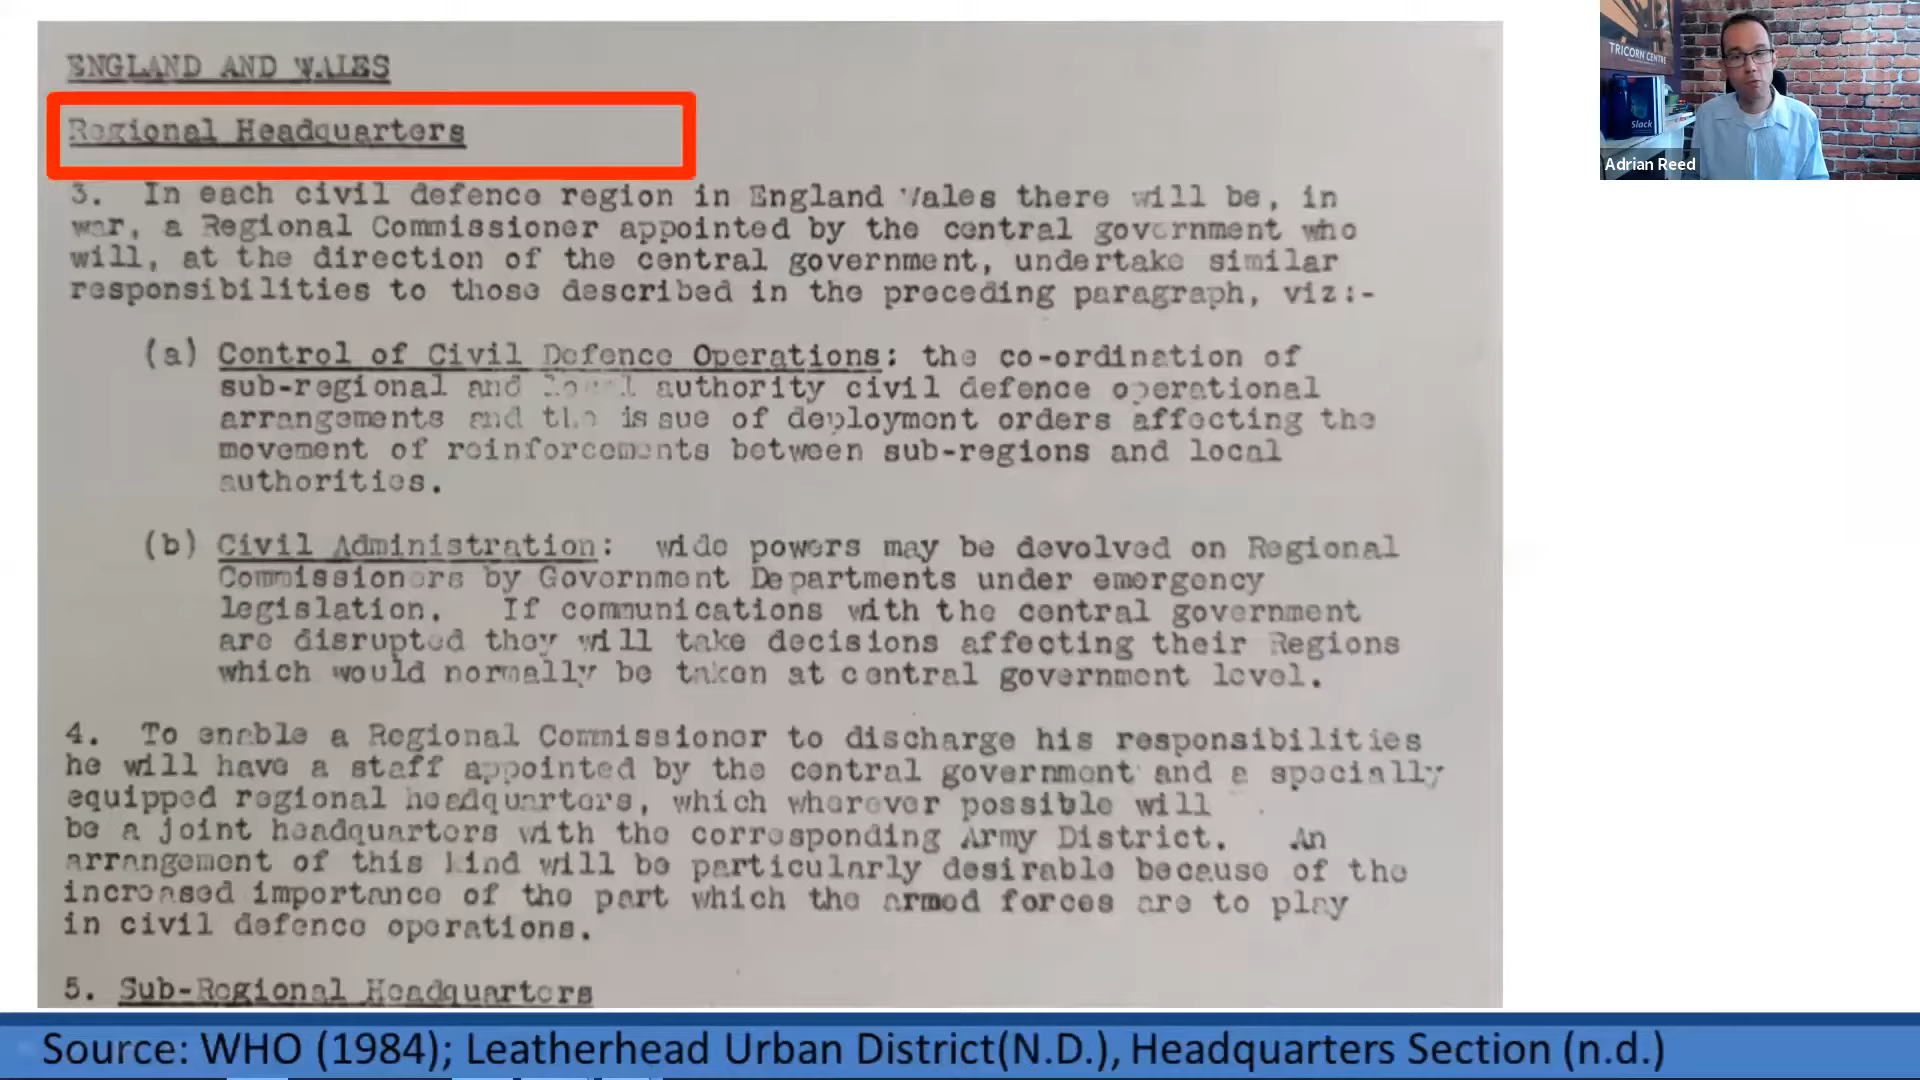 ENGLAND AND WALES
Regional Headquarters
3. In each civil defence region in England Wales there will be, in
war, a Regional Commissioner appointed by the central government who
will, at the direction of the central government, undertake similar
responsibilities to those described in the preceding paragraph, viz:-
(a) Control of Civil Defence Operations: the co-ordination of
sub-regional and local authority civil defence operational
arrangements and the issue of deployment orders affecting the
movement of reinforcements between sub-regions and local
authorities.
(b) Civil Administration: wide powers may be devolved on Regional
Commissioners by Government Departments under emergency
legislation. If communications with the central government
are disrupted they will take decisions affecting their Regions
which would normally be taken at central government level.
4. To enable a Regional Commissioner to discharge his responsibilities
he will have a staff appointed by the central government and a specially
equipped regional headquarters, which wherever possible will
be a joint headquarters with the corresponding Army District. An
arrangement of this kind will be particularly desirable because of the
increased importance of the part which the armed forces are to play
in civil defence operations.
5. Sub-Regional Headquarters
Source: WHO (1984); Leatherhead Urban District(N.D.), Headquarters Section (n.d.)
TRICORN CENTRE
Slack
Adrian Reed